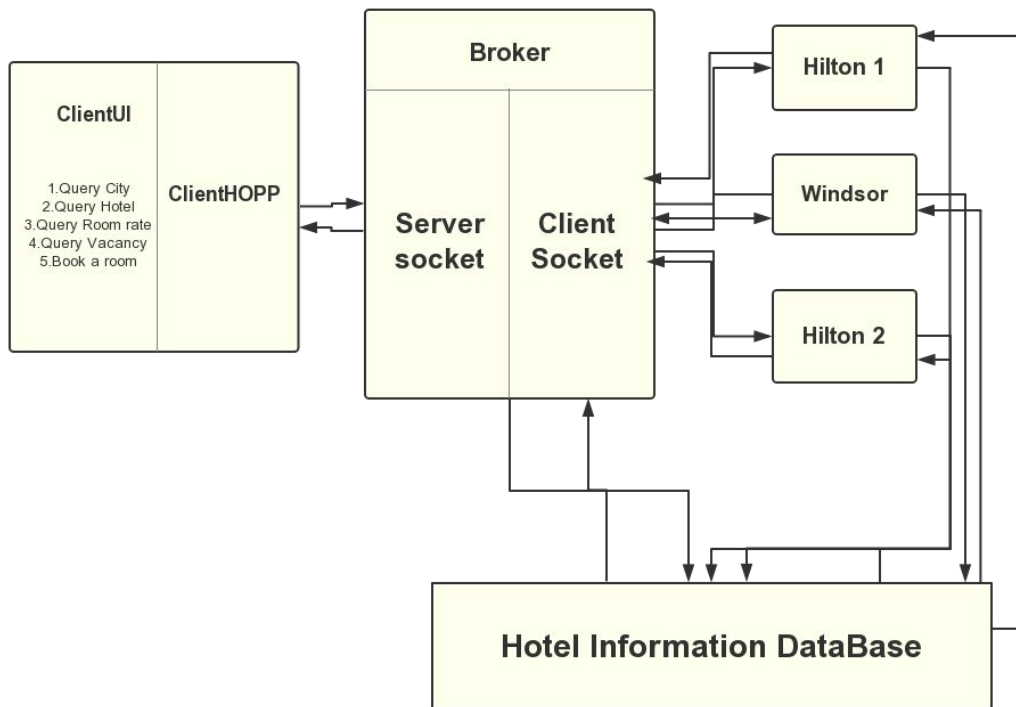 ClientUI
1.Query City
2.Query Hotel
3.Query Room rate
4.Query Vacancy
5.Book a room
ClientHOPP
Broker
Server
socket
Client
Socket
Hilton 1
Windsor
Hilton 2
Hotel Information DataBase